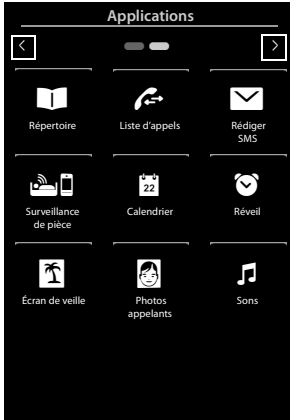 Applications
Répertoire
Liste d'appels
Rédiger
SMS
22
Surveillance
de pièce
Calendrier
Réveil
Écran de veille
Photos
appelants
Sons